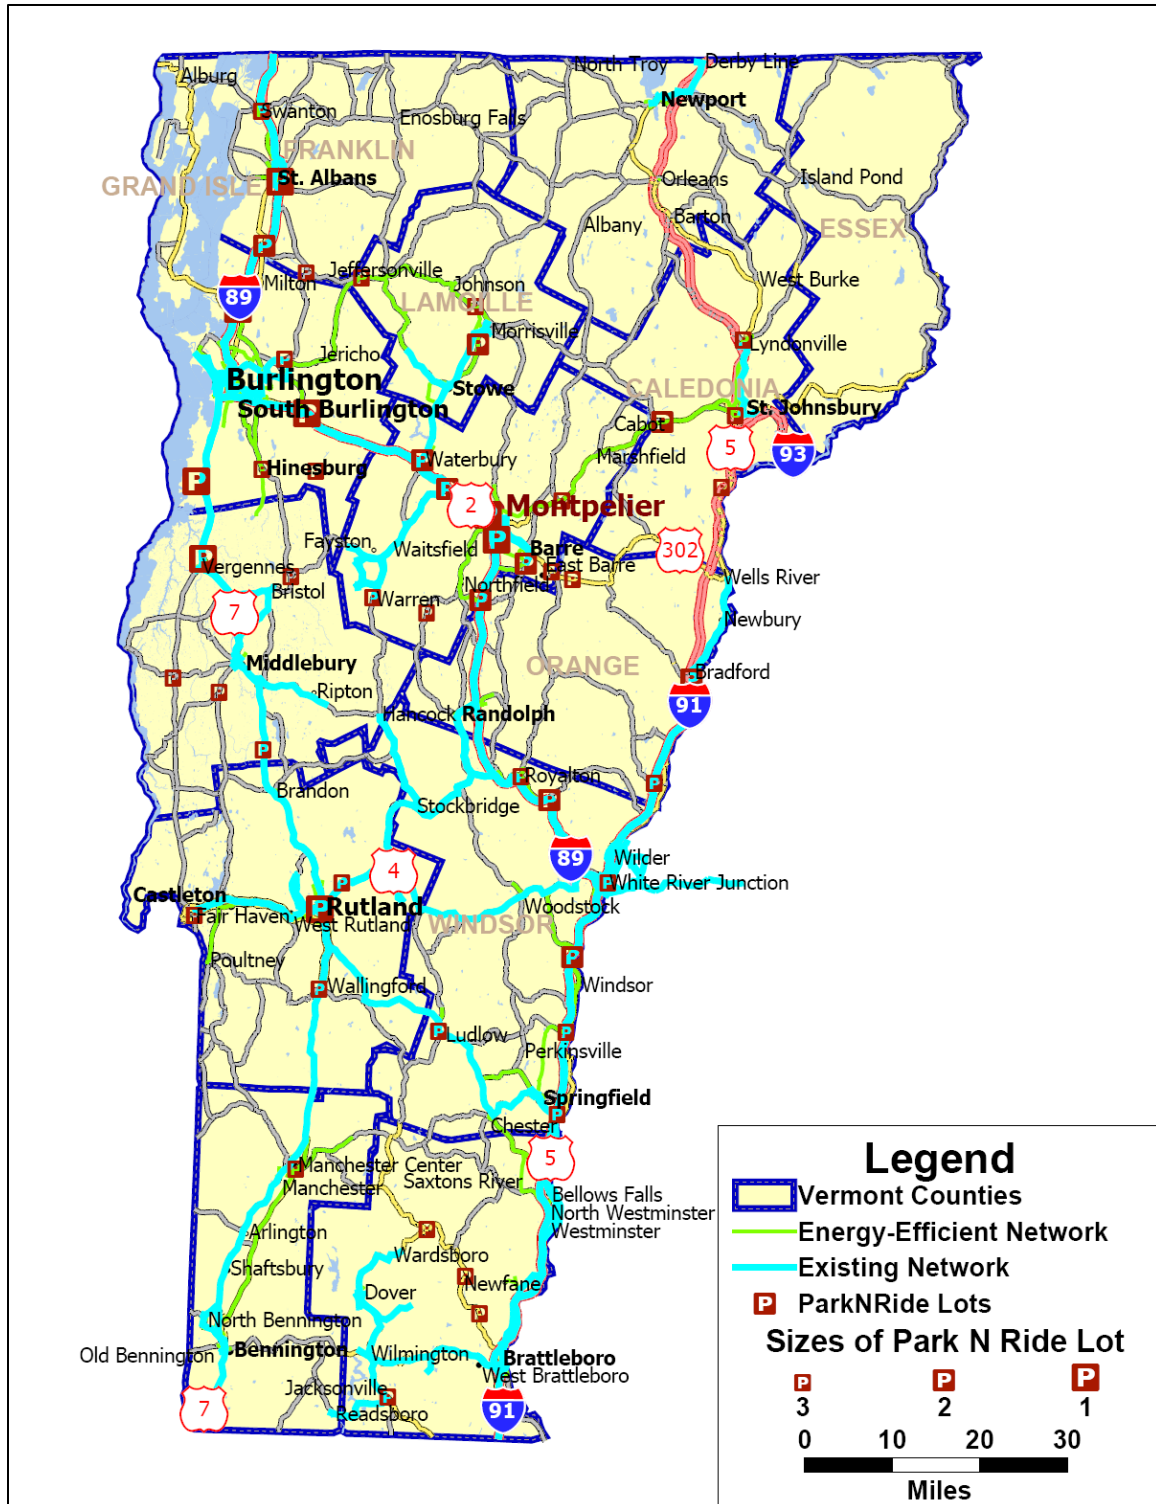 North Troy
Derby Line
Alburg
Newport
Swanton
Enosburg Falls
FRANKLIN
St. Albans
GRAND ISLE
Orleans
Island Pond
Barton
Albany
ESSEX
Jeffersonville
West Burke
Milton
Johnson
89
LAMOILLE
Morrisville
Lyndonville
Jericho
Burlington
Stowe
CALEDONIA
South Burlington
St. Johnsbury
Cabot
5
93
Marshfield
Waterbury
Hinesburg
2
Montpelier
Fayston
Waitsfield
Barre
302
East Barre
Vergennes
Wells River
Bristol
Northfield
Warren
7
Newbury
Middlebury
ORANGE
Bradford
Ripton
91
Hancock
Randolph
Royalton
Brandon
Stockbridge
89
Wilder
4
White River Junction
Castleton
Rutland
Woodstock
Fair Haven
West Rutland
WINDSOR
Poultney
Windsor
Wallingford
Ludlow
Perkinsville
Springfield
Chester
5
Manchester Center
Saxtons River
Manchester
Bellows Falls
North Westminster
Westminster
Arlington
Wardsboro
Shaftsbury
Newfane
Dover
North Bennington
Old Bennington
Bennington
Wilmington
Brattleboro
West Brattleboro
Jacksonville
7
Readsboro
91
Legend
Vermont Counties
Energy-Efficient Network
Existing Network
P ParkNRide Lots
Sizes of Park N Ride Lot
P P P
3 2 1
0 10 20 30
Miles